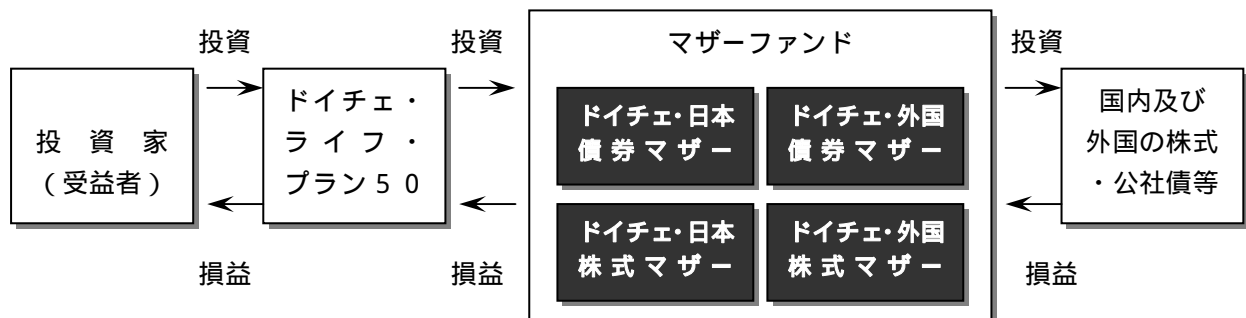 投資
投資
マザーファンド
投資
投 資 家
(受益者)
ドイチェ・
ライフ・
プラン50
ドイチェ・日本
債券マザー
ドイチェ・外国
債券マザー
ドイチェ・日本
株式マザー
ドイチェ・外国
株式マザー
国内及び
外国の株式
・公社債等
損益
損益
損益